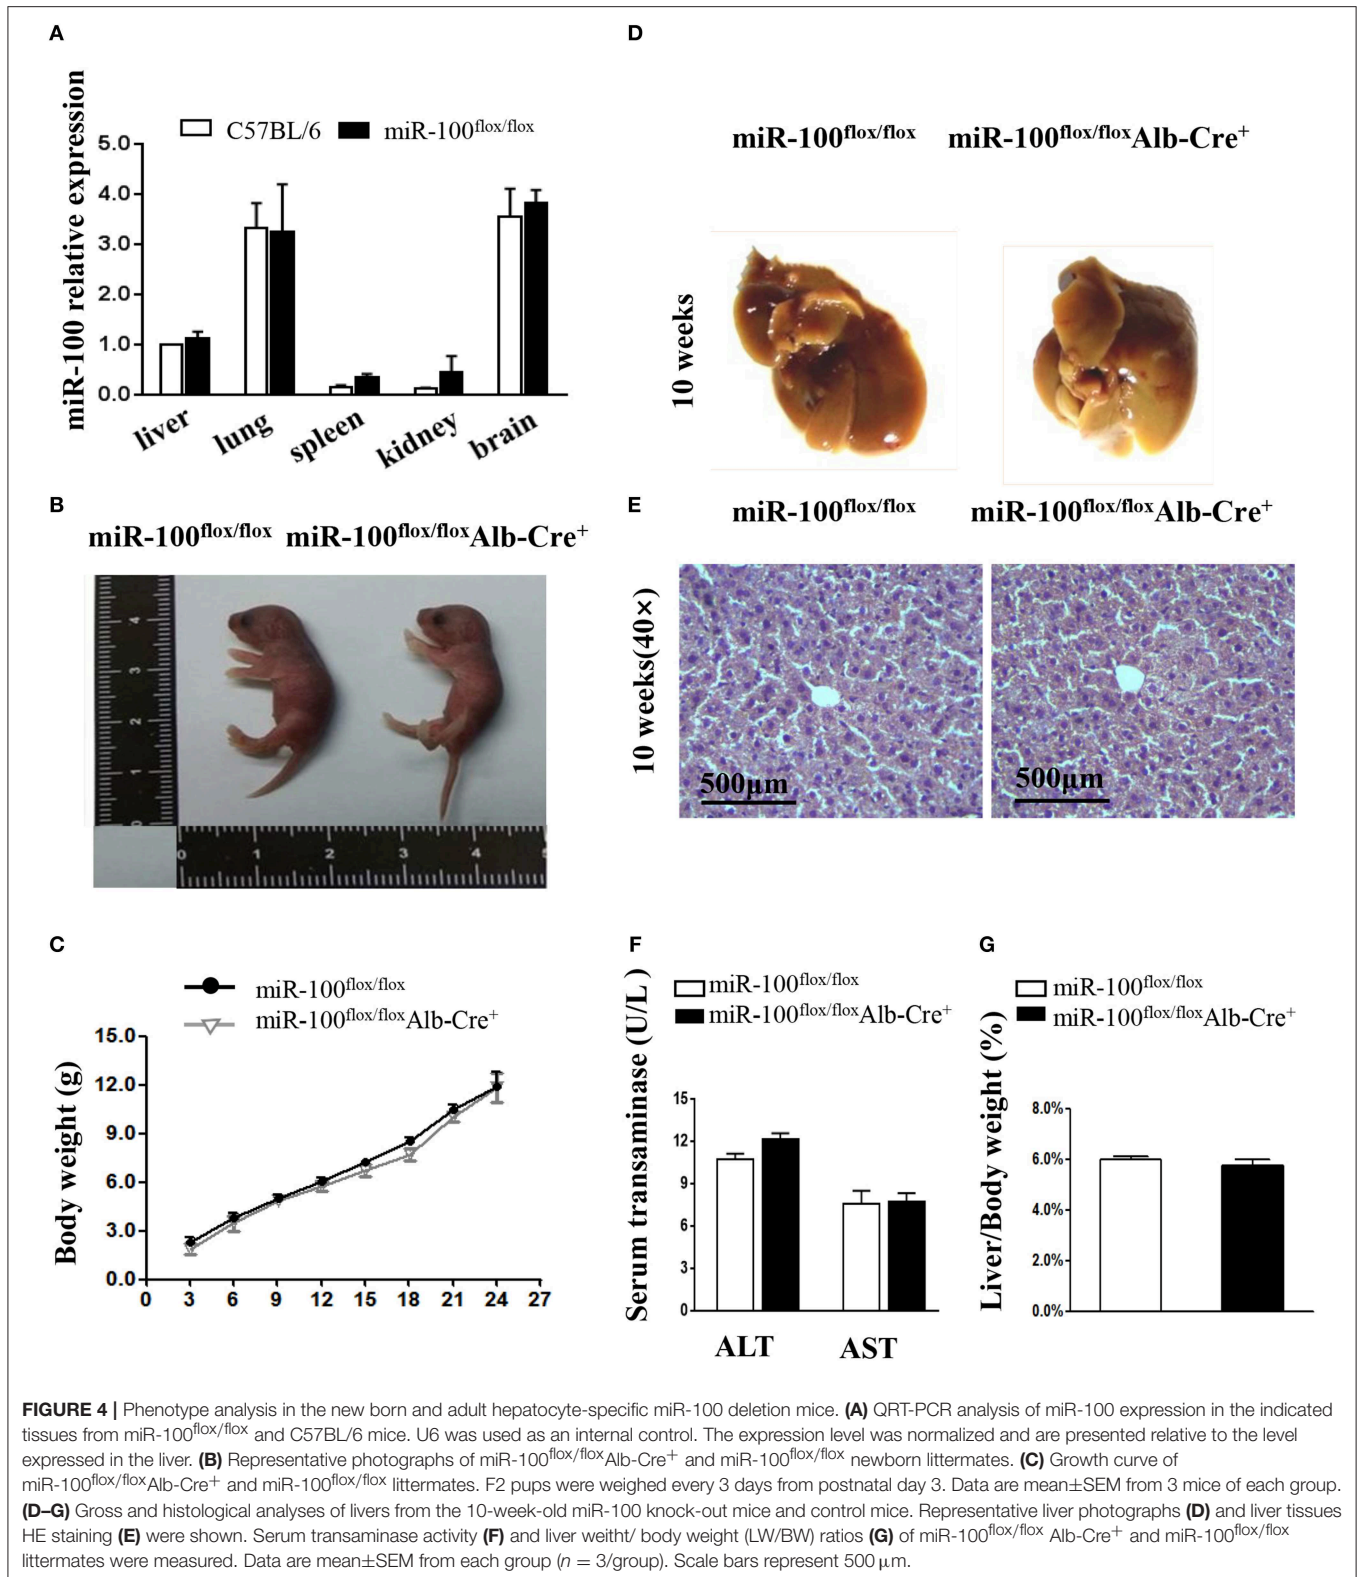 A
C57BL/6 miR-100flox/flox
miR-100 relative expression
5.0
4.0
3.0
2.0
1.0
0.0
liver lung spleen kidney brain
B
miR-100flox/flox miR-100flox/floxAlb-Cre+
4
3
2
1
0
0 1 2 3 4 5
C
miR-100flox/flox
miR-100flox/floxAlb-Cre+
Body weight (g)
15.0
12.0
9.0
6.0
3.0
0.0
0 3 6 9 12 15 18 21 24 27
D
miR-100flox/flox miR-100flox/floxAlb-Cre+
10 weeks
E
miR-100flox/flox miR-100flox/floxAlb-Cre+
10 weeks(40×)
500μm 500μm
F
miR-100flox/flox
miR-100flox/floxAlb-Cre+
Serum transaminase (U/L )
15
12
9
6
3
0
ALT AST
G
miR-100flox/flox
miR-100flox/floxAlb-Cre+
Liver/Body weight (%)
8.0%
6.0%
4.0%
2.0%
0.0%
FIGURE 4 | Phenotype analysis in the new born and adult hepatocyte-specific miR-100 deletion mice. (A) QRT-PCR analysis of miR-100 expression in the indicated
tissues from miR-100flox/flox and C57BL/6 mice. U6 was used as an internal control. The expression level was normalized and are presented relative to the level
expressed in the liver. (B) Representative photographs of miR-100flox/floxAlb-Cre+ and miR-100flox/flox newborn littermates. (C) Growth curve of
miR-100flox/floxAlb-Cre+ and miR-100flox/flox littermates. F2 pups were weighed every 3 days from postnatal day 3. Data are mean±SEM from 3 mice of each group.
(D–G) Gross and histological analyses of livers from the 10-week-old miR-100 knock-out mice and control mice. Representative liver photographs (D) and liver tissues
HE staining (E) were shown. Serum transaminase activity (F) and liver weitht/ body weight (LW/BW) ratios (G) of miR-100flox/flox Alb-Cre+ and miR-100flox/flox
littermates were measured. Data are mean±SEM from each group (n = 3/group). Scale bars represent 500 μm.